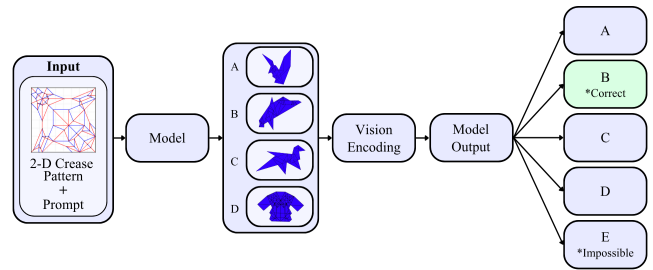 Input
2-D Crease
Pattern
+
Prompt
Model
A
B
C
D
Vision
Encoding
Model
Output
A
B
*Correct
C
D
E
*Impossible